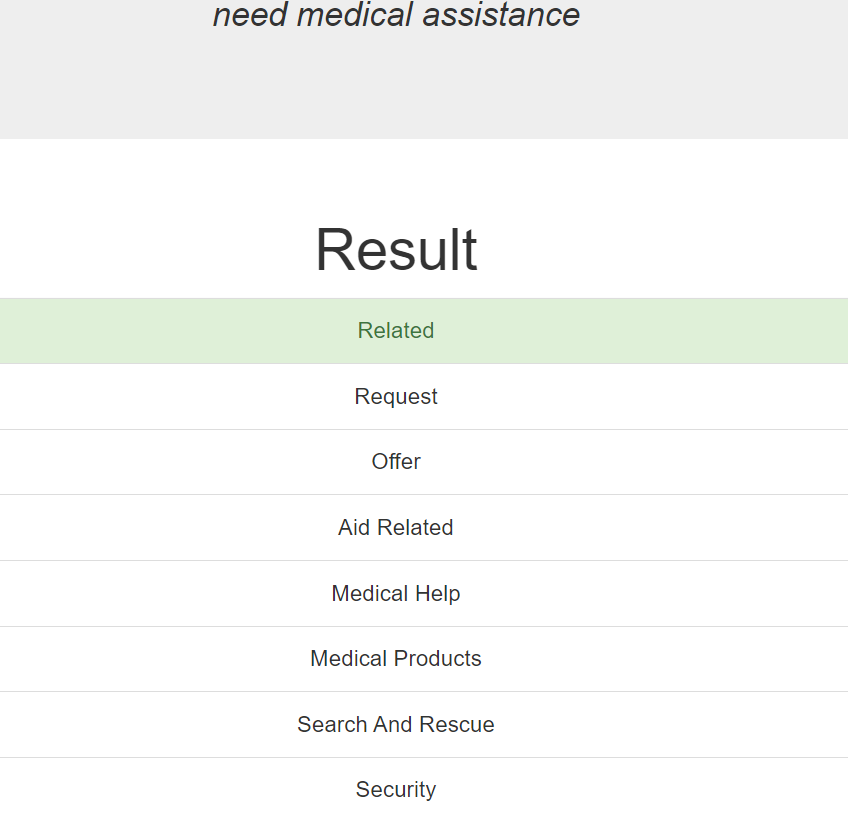 need medical assistance
Result
Related
Request
Offer
Aid Related
Medical Help
Medical Products
Search And Rescue
Security